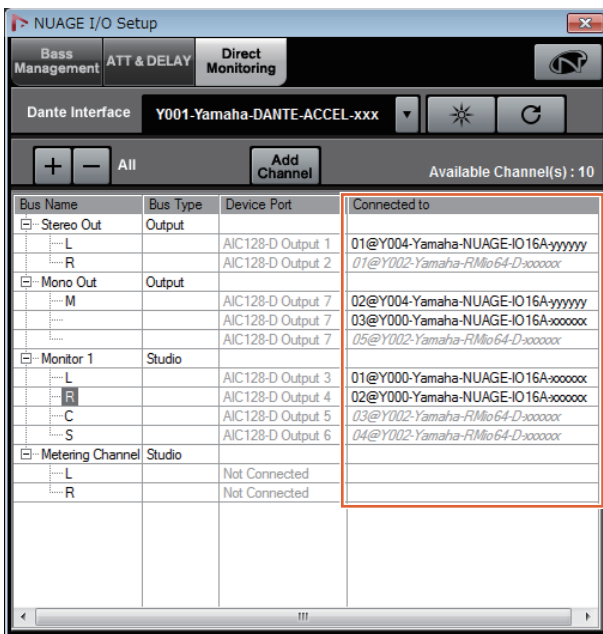 NUAGE I/O Setup
Bass Management ATT & DELAY Direct Monitoring
Dante Interface Y001-Yamaha-DANTE-ACCEL-xxx
+ − All Add Channel Available Channel(s) : 10
Bus Name Bus Type Device Port Connected to
Stereo Out Output
L AIC128-D Output 1 01@Y004-Yamaha-NUAGE-IO16A-yyyyyy
R AIC128-D Output 2 01@Y002-Yamaha-RMio64-D-xxxxxx
Mono Out Output
M AIC128-D Output 7 02@Y004-Yamaha-NUAGE-IO16A-yyyyyy
AIC128-D Output 7 03@Y000-Yamaha-NUAGE-IO16A-xxxxxx
AIC128-D Output 7 05@Y002-Yamaha-RMio64-D-xxxxxx
Monitor 1 Studio
L AIC128-D Output 3 01@Y000-Yamaha-NUAGE-IO16A-xxxxxx
R AIC128-D Output 4 02@Y000-Yamaha-NUAGE-IO16A-xxxxxx
C AIC128-D Output 5 03@Y002-Yamaha-RMio64-D-xxxxxx
S AIC128-D Output 6 04@Y002-Yamaha-RMio64-D-xxxxxx
Metering Channel Studio
L Not Connected
R Not Connected